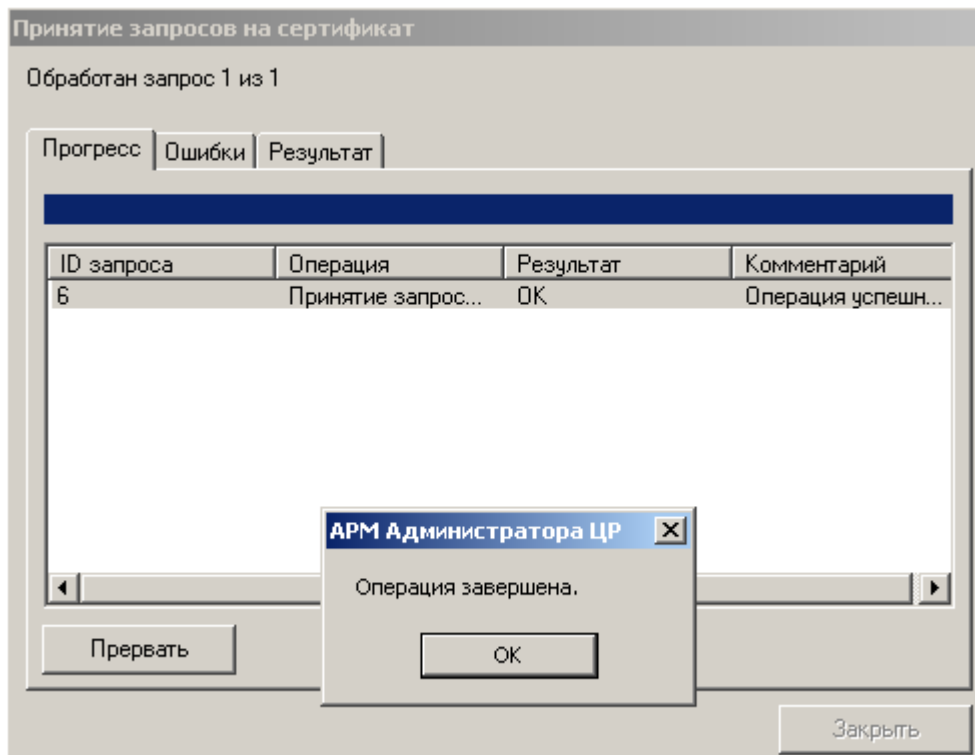 Принятие запросов на сертификат
Обработан запрос 1 из 1
Прогресс Ошибки Результат
ID запроса Операция Результат Комментарий
6 Принятие запрос... OK Операция успешн...
АРМ Администратора ЦР
Операция завершена.
OK
Прервать
Закрыть